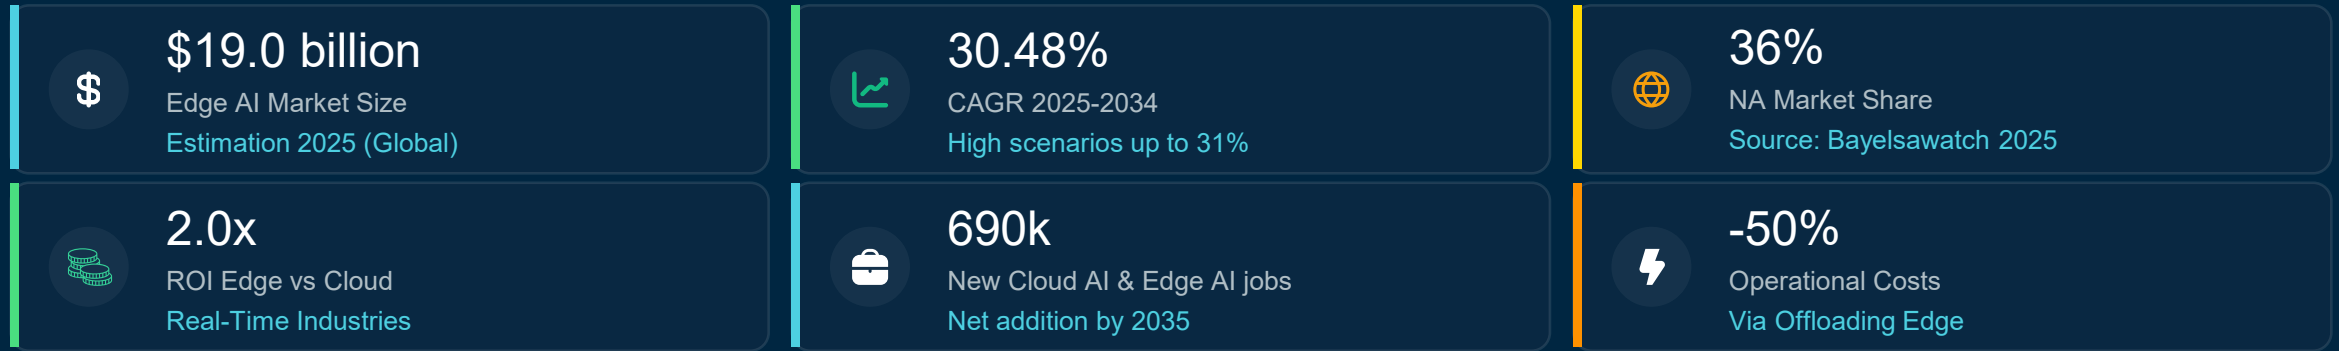 $19.0 billion
Edge AI Market Size
Estimation 2025 (Global)
30.48%
CAGR 2025-2034
High scenarios up to 31%
36%
NA Market Share
Source: Bayelsawatch 2025
2.0x
ROI Edge vs Cloud
Real-Time Industries
690k
New Cloud AI & Edge AI jobs
Net addition by 2035
-50%
Operational Costs
Via Offloading Edge